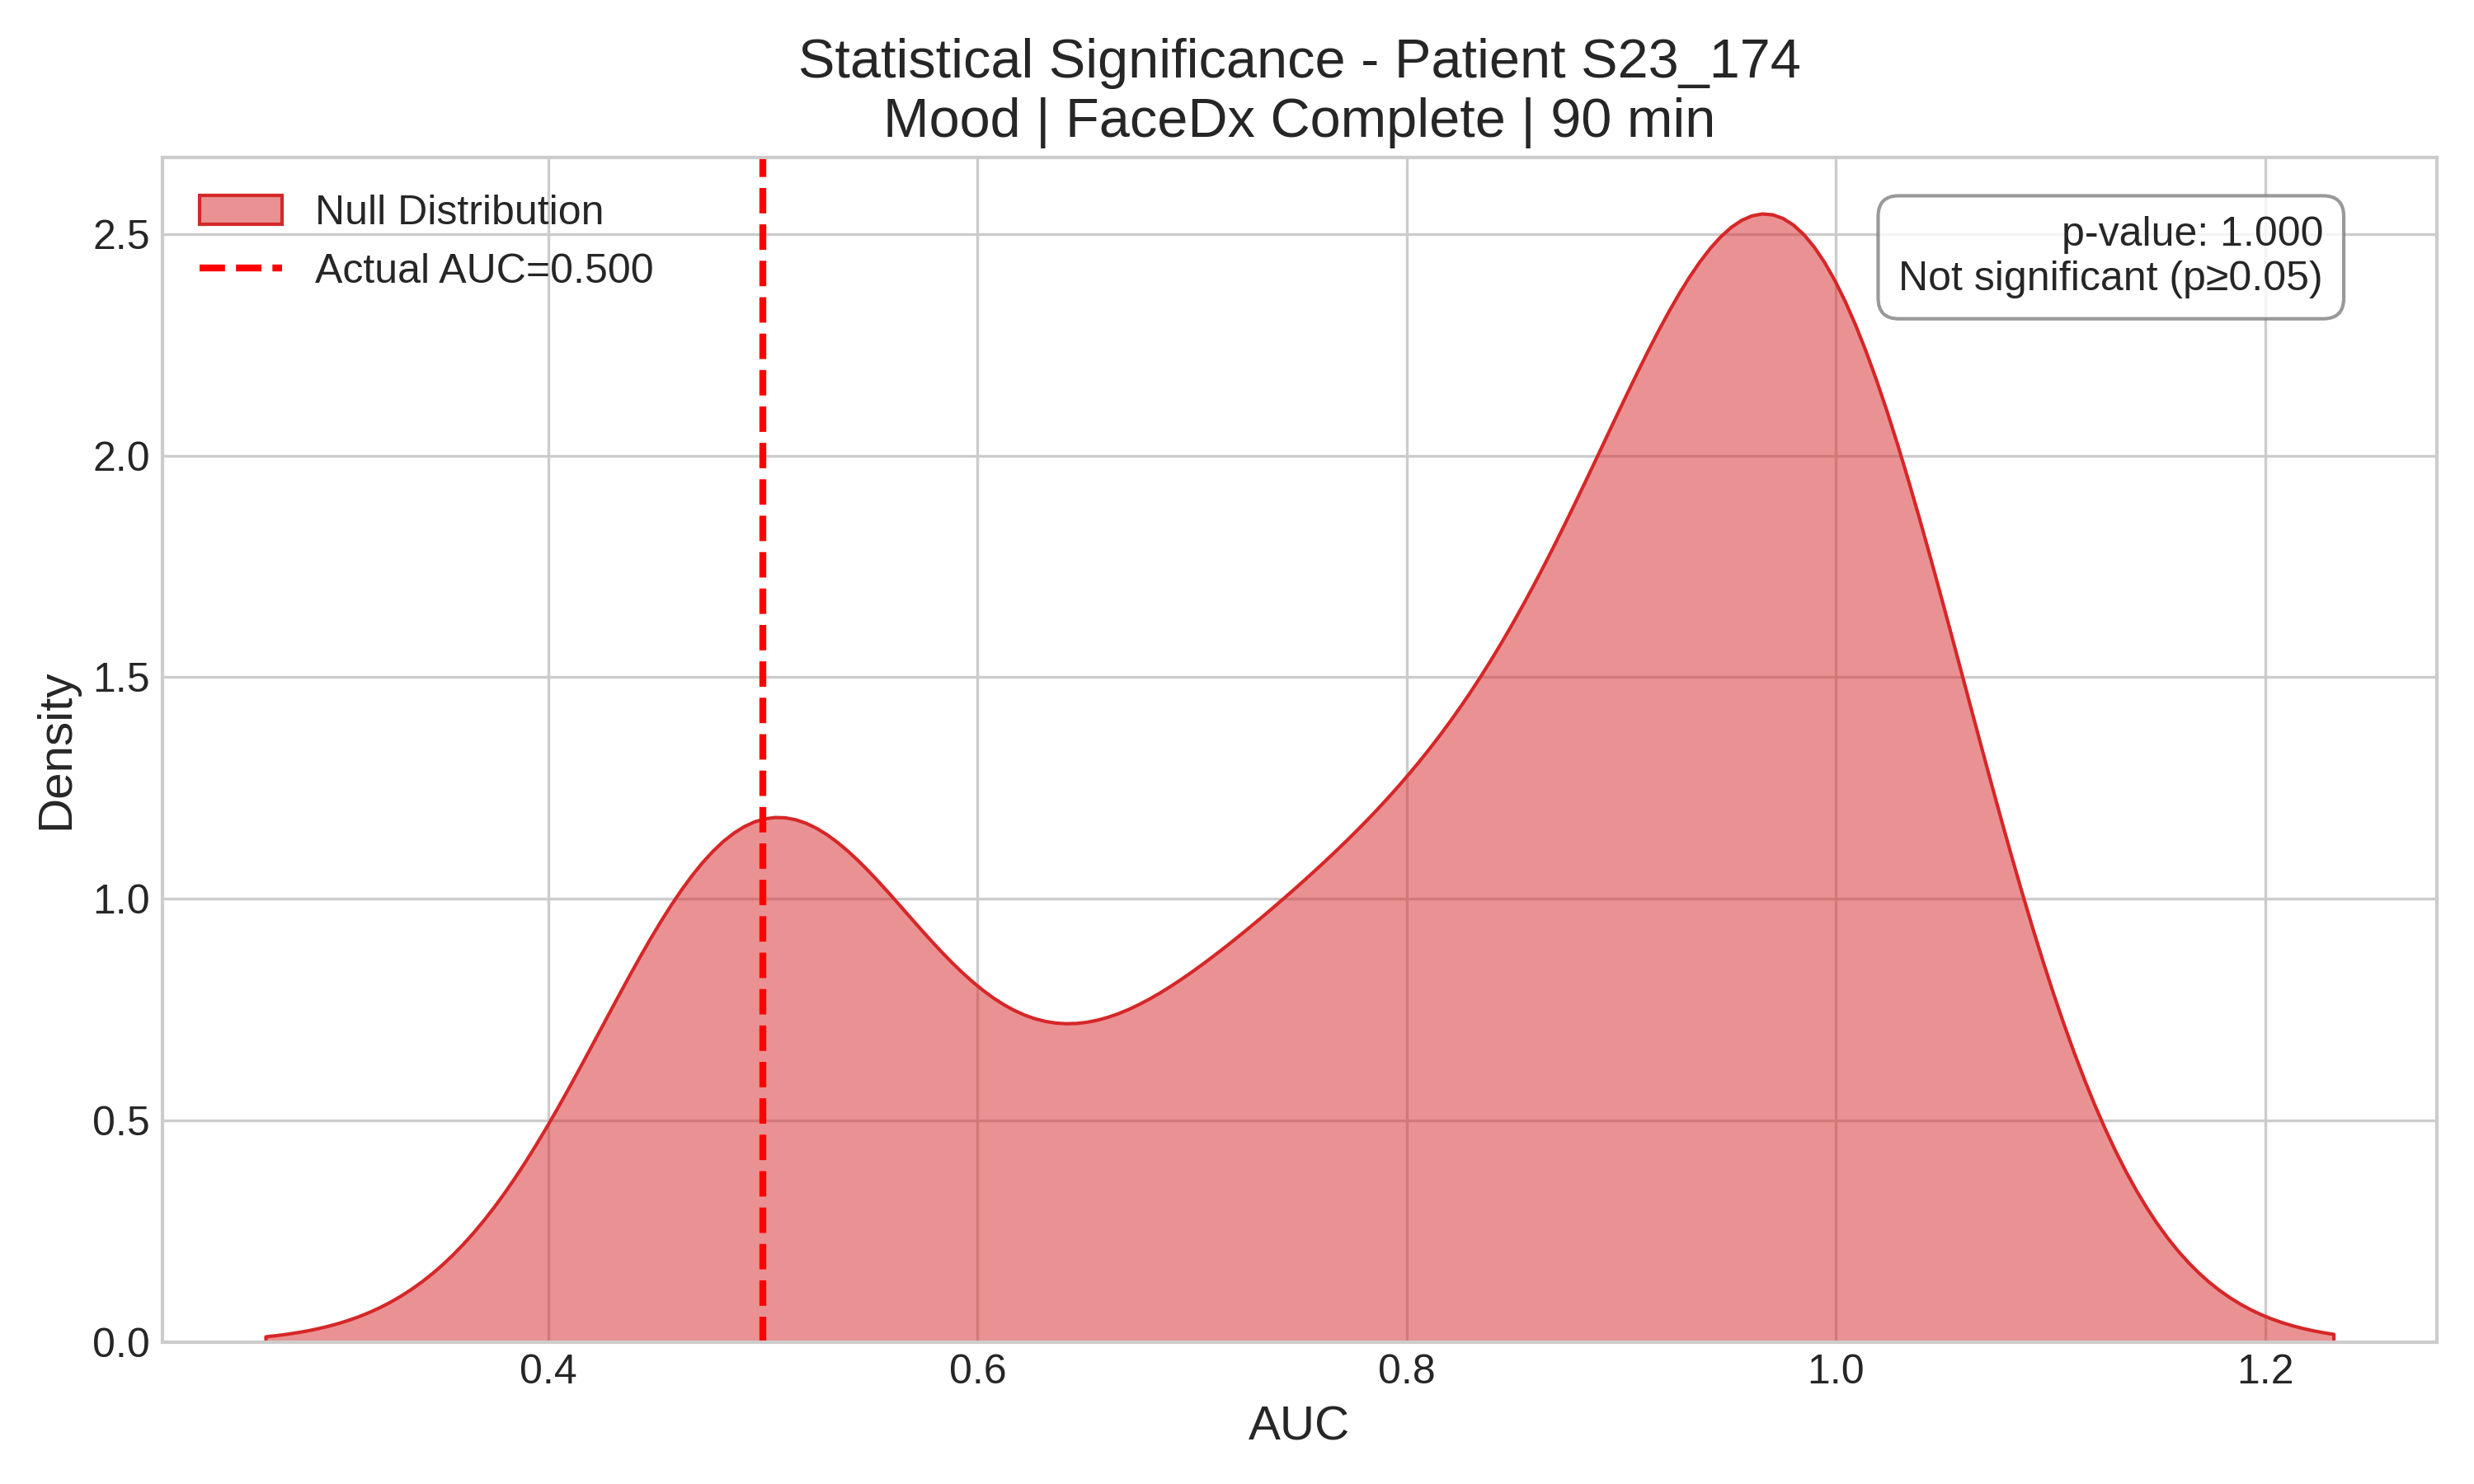 Statistical Significance - Patient S23_174
Mood | FaceDx Complete | 90 min
Null Distribution
Actual AUC=0.500
p-value: 1.000
Not significant (p≥0.05)
Density
2.5
2.0
1.5
1.0
0.5
0.0
0.4
0.6
0.8
1.0
1.2
AUC